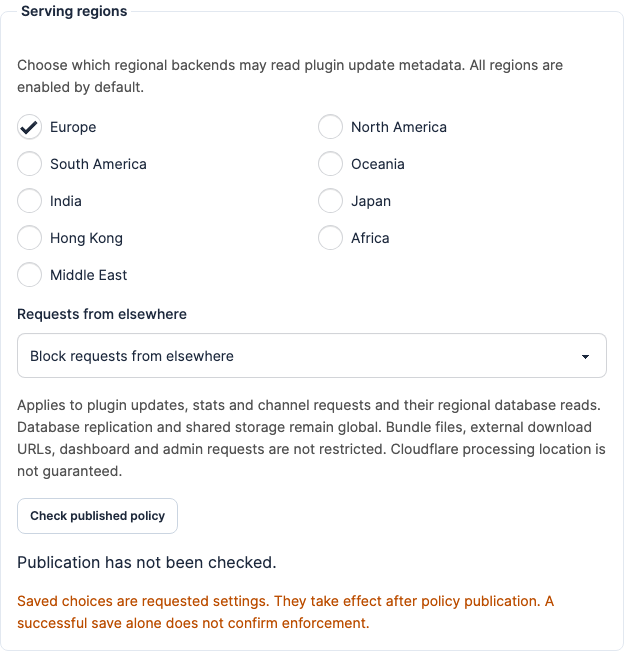 Serving regions
Choose which regional backends may read plugin update metadata. All regions are
enabled by default.
Europe
North America
South America
Oceania
India
Japan
Hong Kong
Africa
Middle East
Requests from elsewhere
Block requests from elsewhere
Applies to plugin updates, stats and channel requests and their regional database reads.
Database replication and shared storage remain global. Bundle files, external download
URLs, dashboard and admin requests are not restricted. Cloudflare processing location is
not guaranteed.
Check published policy
Publication has not been checked.
Saved choices are requested settings. They take effect after policy publication. A
successful save alone does not confirm enforcement.